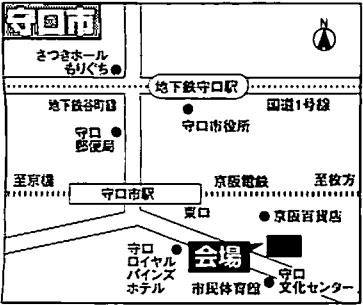 守口市
N
さつきホール
もりぐち
地下鉄守口駅
地下鉄谷町線
国道1号線
守口市役所
守口
郵便局
至京橋
守口市駅
京阪電鉄
至枚方
東口
京阪百貨店
守口
ロイヤル
パインズ
ホテル
会場
市民体育館
守口
文化センター